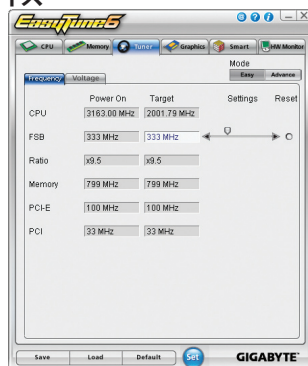 EasyTune6
CPU Memory Tuner Graphics Smart HW Monitor
Mode
Easy Advance
Frequency Voltage
Power On Target Settings Reset
CPU 3163.00 MHz 2001.79 MHz
FSB 333 MHz 333 MHz
Ratio x9.5 x9.5
Memory 799 MHz 799 MHz
PCI-E 100 MHz 100 MHz
PCI 33 MHz 33 MHz
Save Load Default Set GIGABYTE